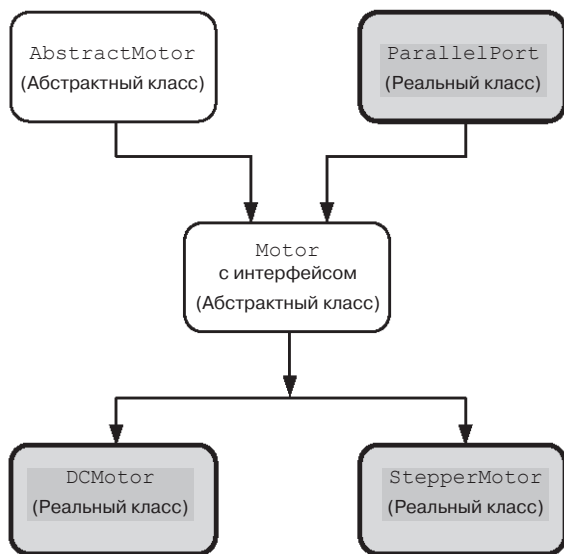 AbstractMotor
(Абстрактный класс)
ParallelPort
(Реальный класс)
Motor
с интерфейсом
(Абстрактный класс)
DCMotor
(Реальный класс)
StepperMotor
(Реальный класс)